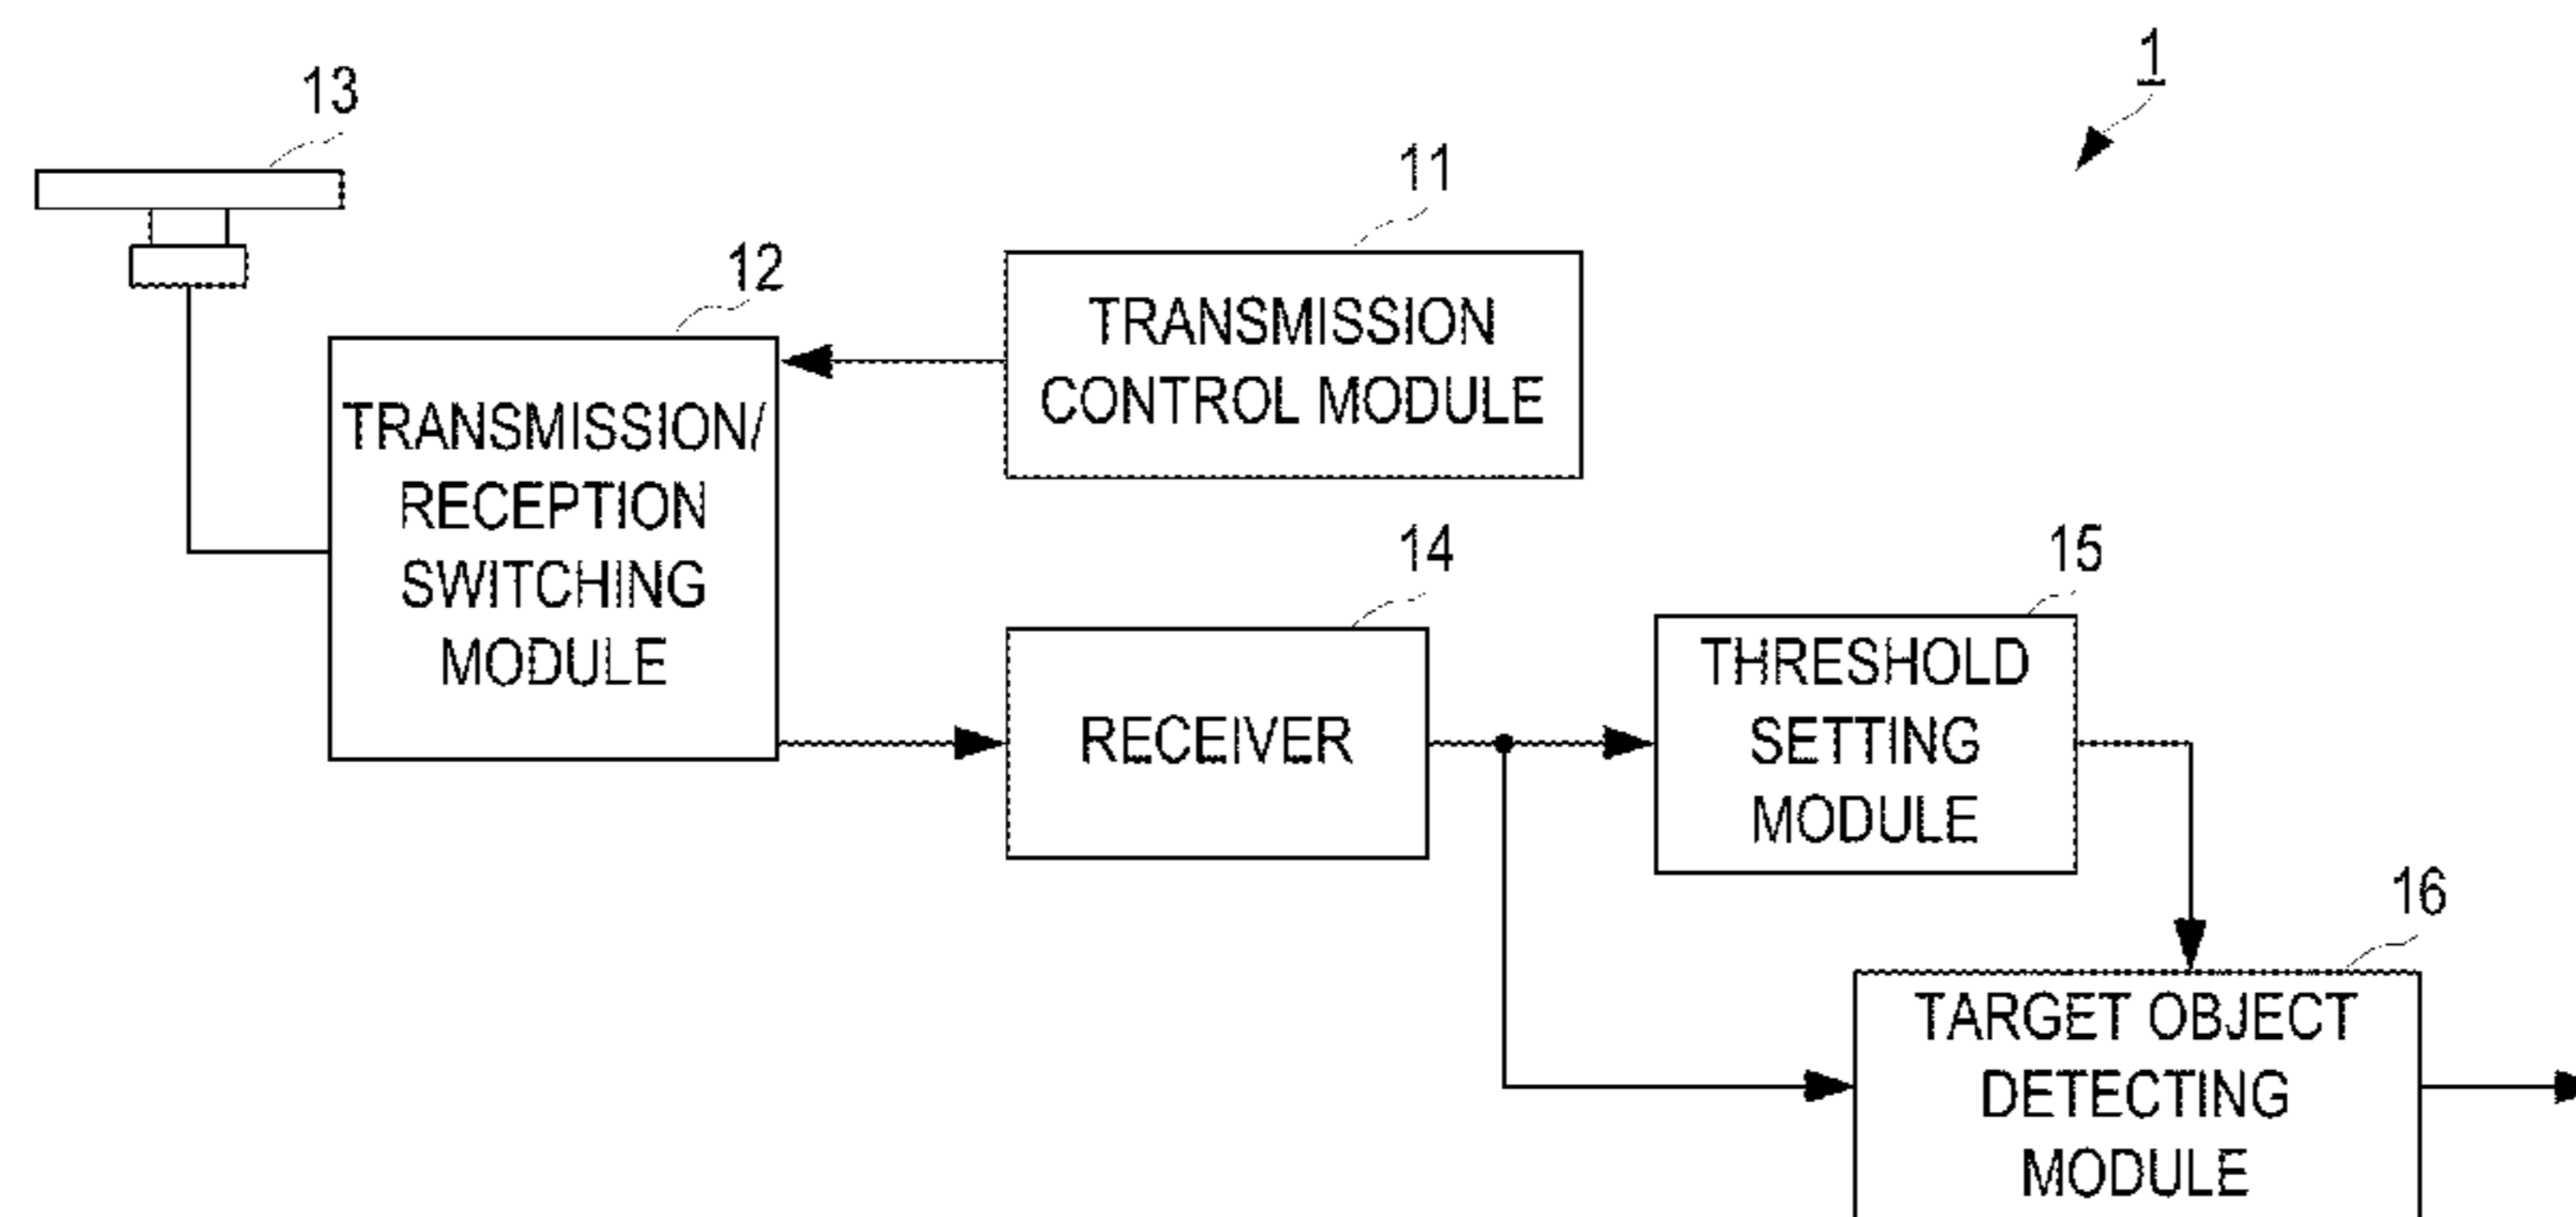 1
13
11
12
TRANSMISSION
CONTROL MODULE
TRANSMISSION/
RECEPTION
SWITCHING
MODULE
14
15
RECEIVER
THRESHOLD
SETTING
MODULE
16
TARGET OBJECT
DETECTING
MODULE